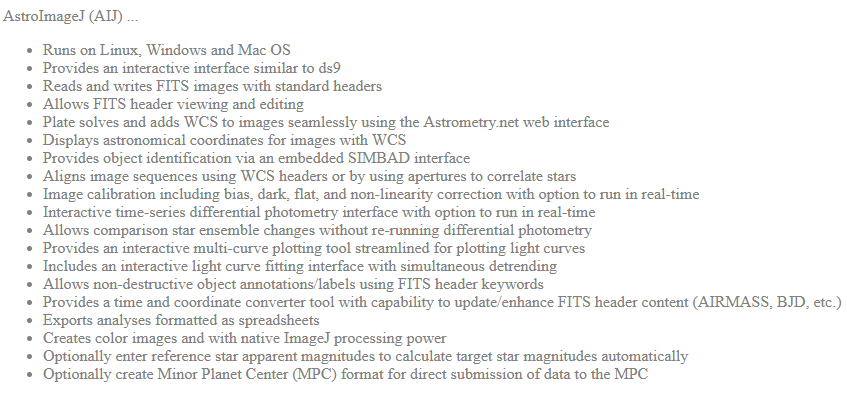 AstroImageJ (AIJ) ...
• Runs on Linux, Windows and Mac OS
• Provides an interactive interface similar to ds9
• Reads and writes FITS images with standard headers
• Allows FITS header viewing and editing
• Plate solves and adds WCS to images seamlessly using the Astrometry.net web interface
• Displays astronomical coordinates for images with WCS
• Provides object identification via an embedded SIMBAD interface
• Aligns image sequences using WCS headers or by using apertures to correlate stars
• Image calibration including bias, dark, flat, and non-linearity correction with option to run in real-time
• Interactive time-series differential photometry interface with option to run in real-time
• Allows comparison star ensemble changes without re-running differential photometry
• Provides an interactive multi-curve plotting tool streamlined for plotting light curves
• Includes an interactive light curve fitting interface with simultaneous detrending
• Allows non-destructive object annotations/labels using FITS header keywords
• Provides a time and coordinate converter tool with capability to update/enhance FITS header content (AIRMASS, BJD, etc.)
• Exports analyses formatted as spreadsheets
• Creates color images and with native ImageJ processing power
• Optionally enter reference star apparent magnitudes to calculate target star magnitudes automatically
• Optionally create Minor Planet Center (MPC) format for direct submission of data to the MPC